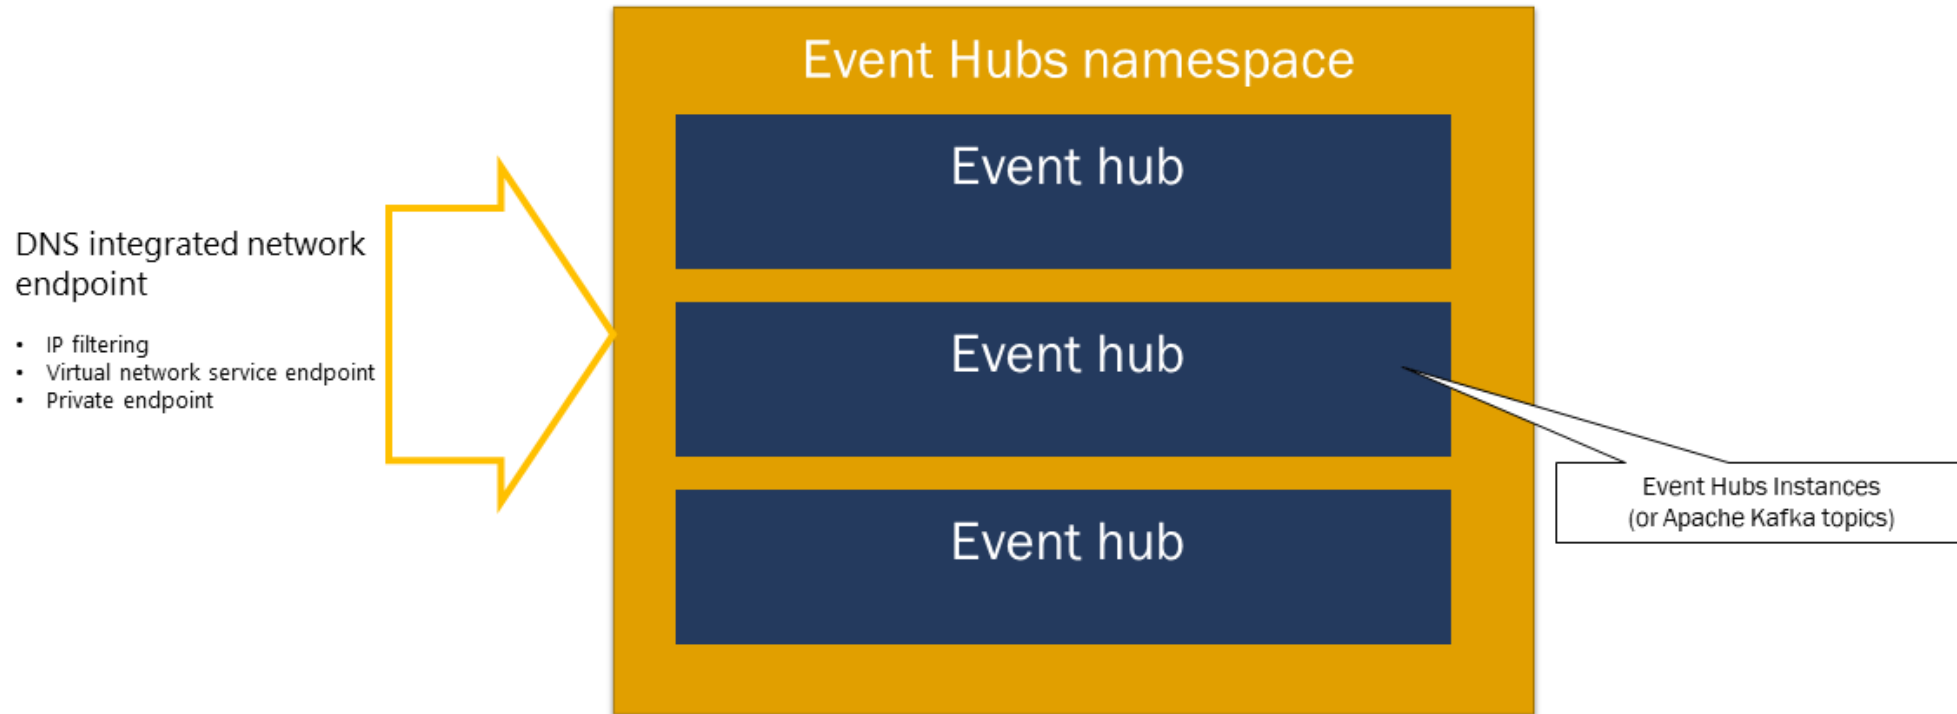 Event Hubs namespace
Event hub
DNS integrated network
endpoint
• IP filtering
• Virtual network service endpoint
• Private endpoint
Event hub
Event Hubs Instances
(or Apache Kafka topics)
Event hub